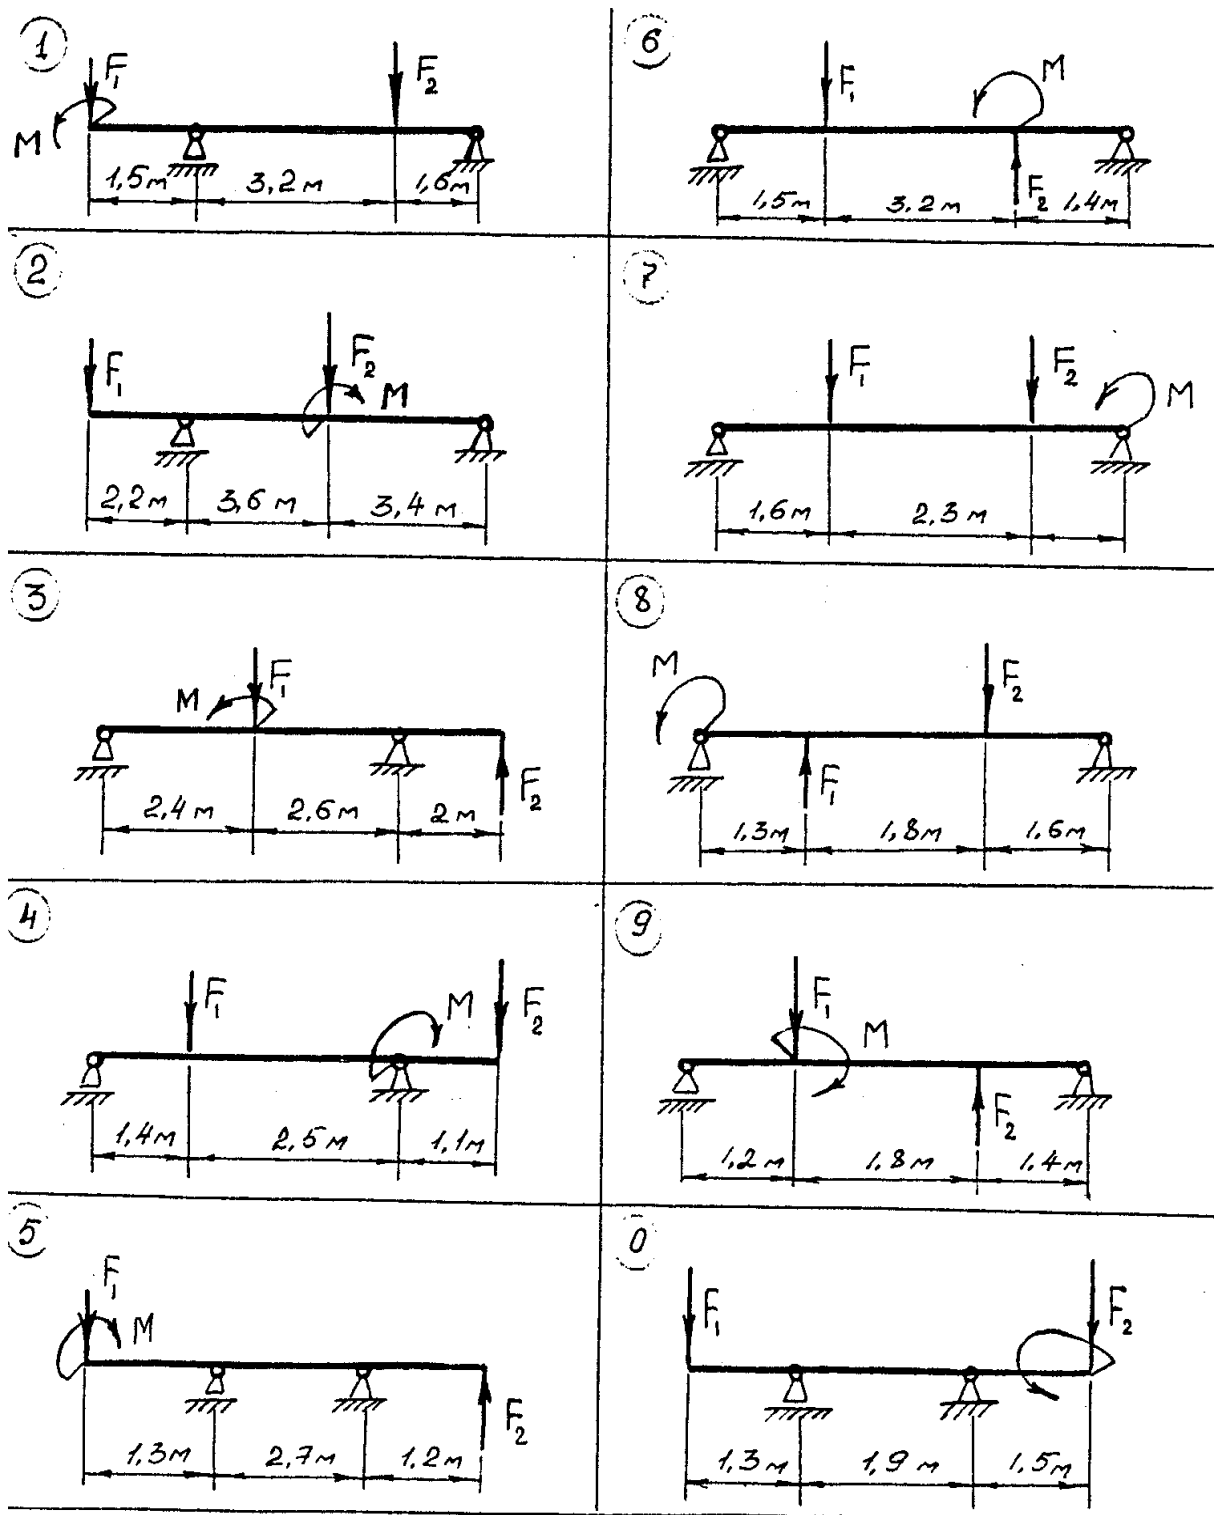 1
F₁
F₂
M
1,5м 3,2м 1,6м
2
F₁
F₂
M
2,2м 3,6м 3,4м
3
M F₁
F₂
2,4м 2,6м 2м
4
F₁ M F₂
1,4м 2,5м 1,1м
5
F₁
M
F₂
1,3м 2,7м 1,2м
6
F₁ M
F₂
1,5м 3,2м 1,4м
7
F₁ F₂ M
1,6м 2,3м
8
M F₂
F₁
1,3м 1,8м 1,6м
9
F₁ M
F₂
1,2м 1,8м 1,4м
0
F₁ F₂
1,3м 1,9м 1,5м